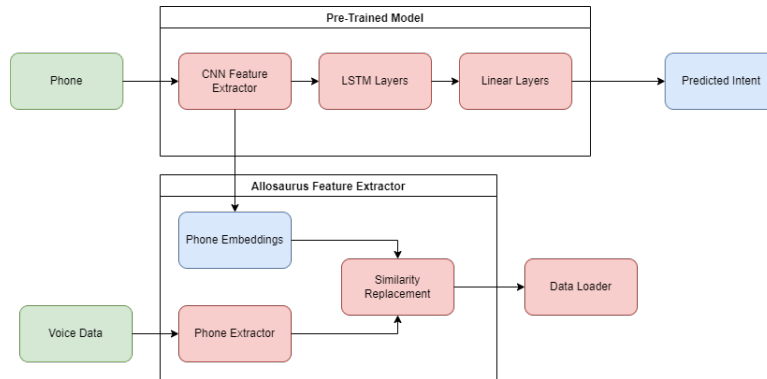 Pre-Trained Model
Phone
CNN Feature
Extractor
LSTM Layers
Linear Layers
Predicted Intent
Allosaurus Feature Extractor
Phone Embeddings
Similarity
Replacement
Data Loader
Voice Data
Phone Extractor